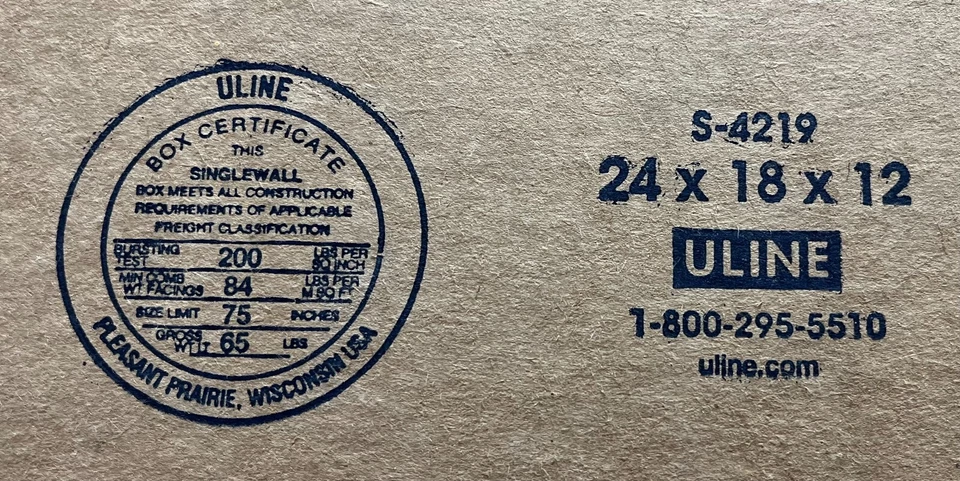 ULINE
BOX CERTIFICATE
THIS
SINGLEWALL
BOX MEETS ALL CONSTRUCTION
REQUIREMENTS OF APPLICABLE
FREIGHT CLASSIFICATION
BURSTING TEST 200 LBS PER SQ INCH
MIN COMB WT FACINGS 84 LBS PER M SQ FT
SIZE LIMIT 75 INCHES
GROSS WT LT 65 LBS
PLEASANT PRAIRIE, WISCONSIN USA
S-4219
24 x 18 x 12
ULINE
1-800-295-5510
uline.com